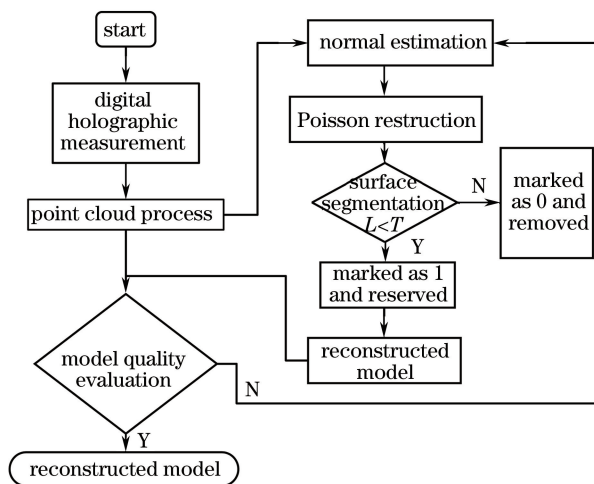 start
digital
holographic
measurement
point cloud process
model quality
evaluation
N
Y
reconstructed model
normal estimation
Poisson restruction
surface
segmentation
L<T
N
Y
marked
as 0 and
removed
marked as 1
and reserved
reconstructed
model